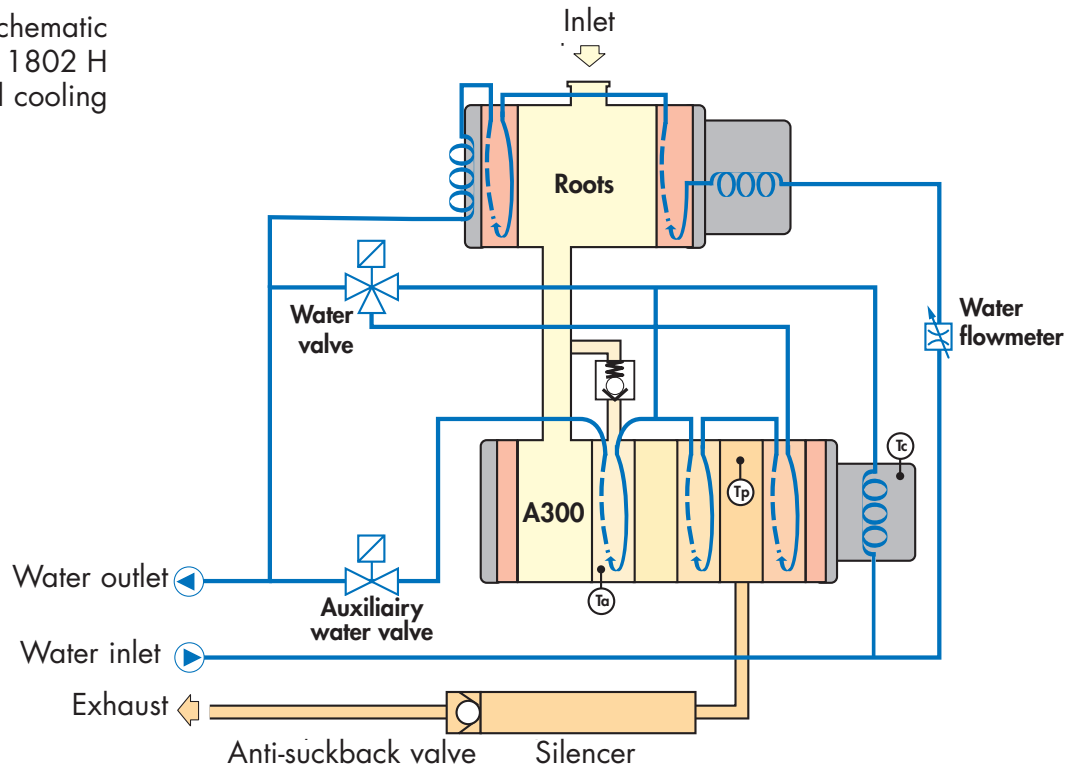 chematic
1802 H
cooling
Inlet
Roots
Water
valve
Water
flowmeter
Tc
Tp
A300
Ta
Water outlet
Auxiliairy
water valve
Water inlet
Exhaust
Anti-suckback valve
Silencer